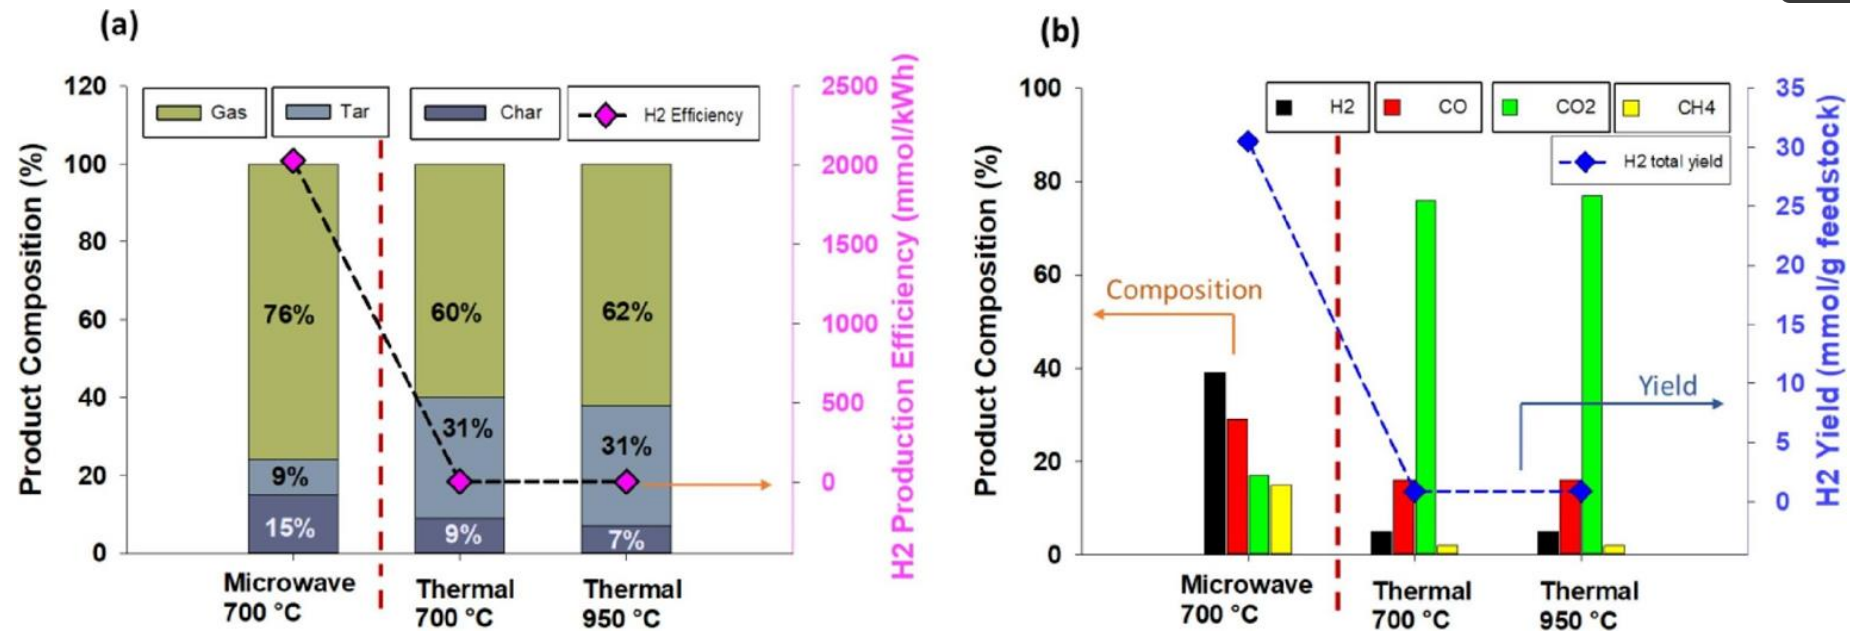 (a)
120
100
80
60
40
20
0
Product Composition (%)
Gas
Tar
Char
H2 Efficiency
76%
9%
15%
60%
31%
9%
62%
31%
7%
2500
2000
1500
1000
500
0
H2 Production Efficiency (mmol/kWh)
Microwave
700 °C
Thermal
700 °C
Thermal
950 °C
(b)
100
80
60
40
20
0
Product Composition (%)
H2
CO
CO2
CH4
H2 total yield
Composition
Yield
35
30
25
20
15
10
5
0
H2 Yield (mmol/g feedstock)
Microwave
700 °C
Thermal
700 °C
Thermal
950 °C